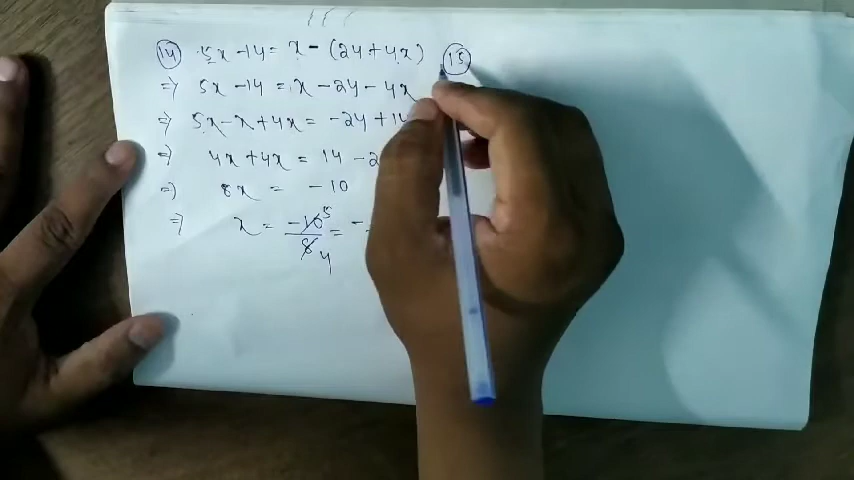 (14) 5x - 14 = x - (24 + 4x) (15)
=> 5x - 14 = x - 24 - 4x
=> 5x - x + 4x = -24 + 14
=> 4x + 4x = 14 - 2
=> 8x = -10
=> x = -10/8 = -
5
4